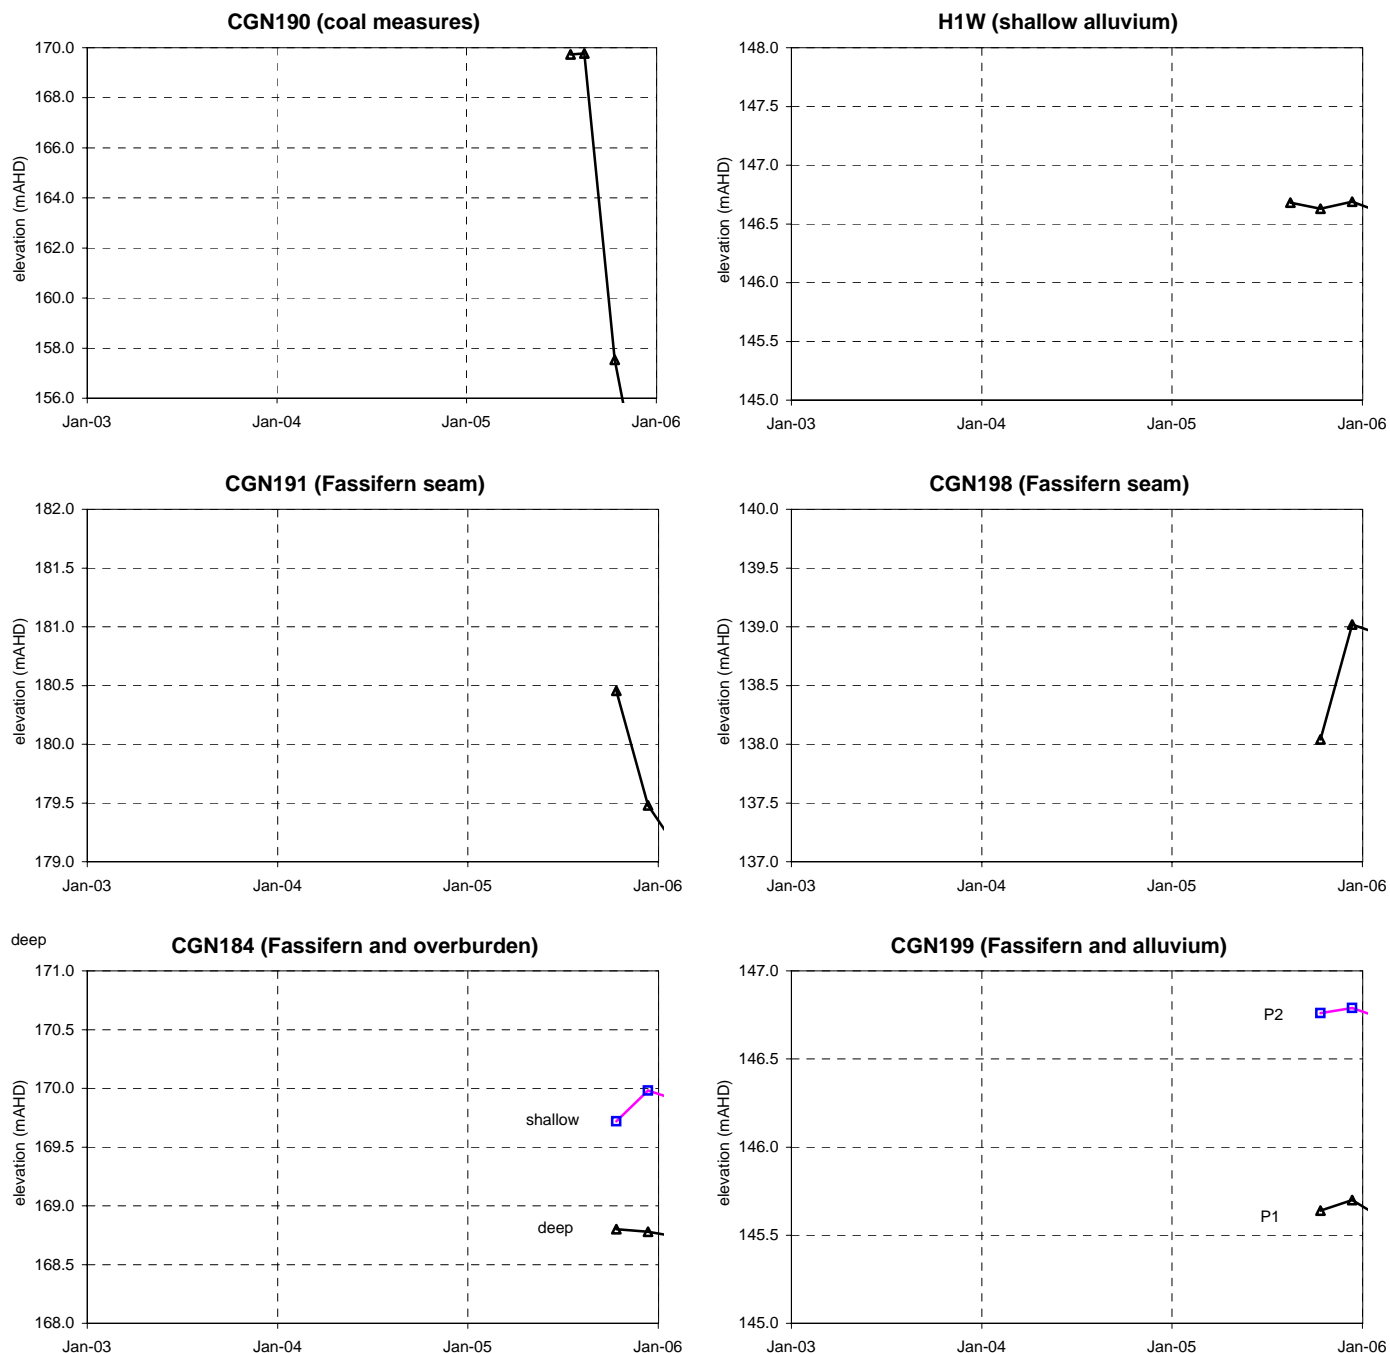 CGN190 (coal measures)
170.0
168.0
166.0
164.0
162.0
160.0
158.0
156.0
elevation (mAHD)
Jan-03 Jan-04 Jan-05 Jan-06
H1W (shallow alluvium)
148.0
147.5
147.0
146.5
146.0
145.5
145.0
elevation (mAHD)
Jan-03 Jan-04 Jan-05 Jan-06
CGN191 (Fassifern seam)
182.0
181.5
181.0
180.5
180.0
179.5
179.0
elevation (mAHD)
Jan-03 Jan-04 Jan-05 Jan-06
CGN198 (Fassifern seam)
140.0
139.5
139.0
138.5
138.0
137.5
137.0
elevation (mAHD)
Jan-03 Jan-04 Jan-05 Jan-06
deep
CGN184 (Fassifern and overburden)
171.0
170.5
170.0
169.5
169.0
168.5
168.0
elevation (mAHD)
shallow
deep
Jan-03 Jan-04 Jan-05 Jan-06
CGN199 (Fassifern and alluvium)
147.0
146.5
146.0
145.5
145.0
elevation (mAHD)
P2
P1
Jan-03 Jan-04 Jan-05 Jan-06